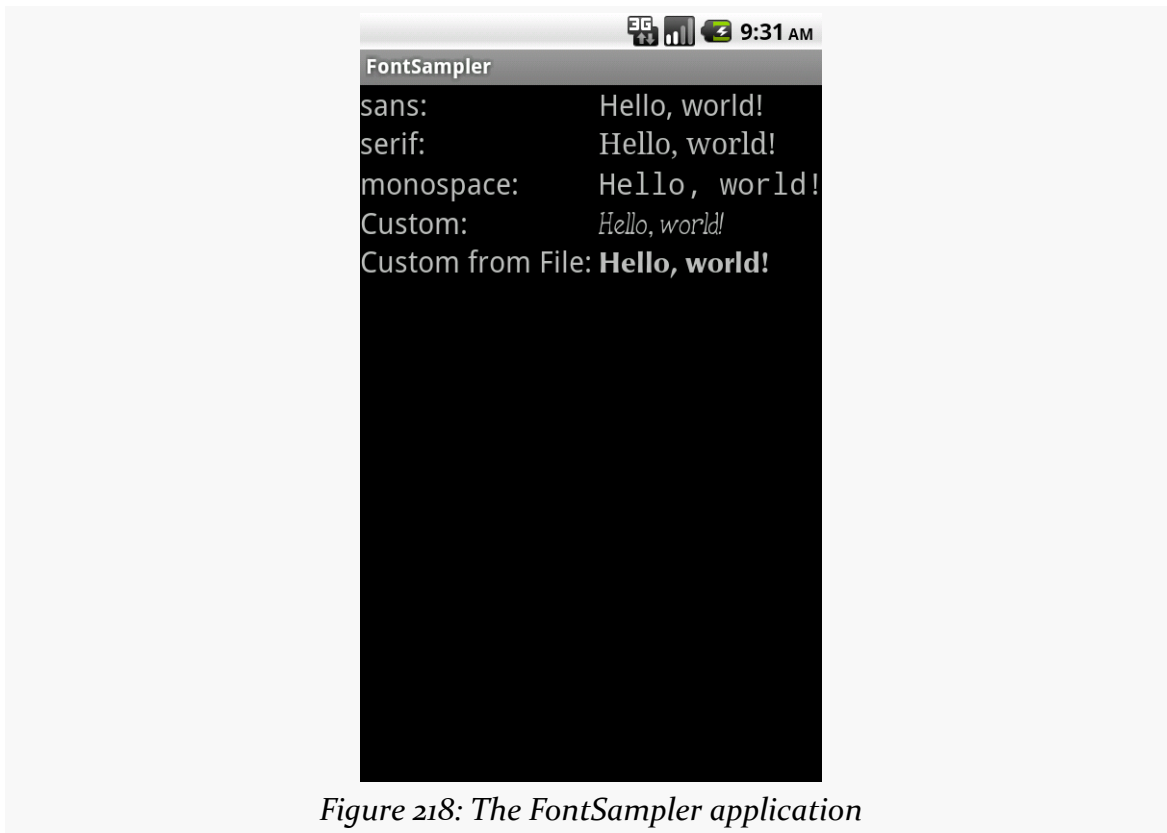 3G 9:31 AM
FontSampler
sans: Hello, world!
serif: Hello, world!
monospace: Hello, world!
Custom: Hello, world!
Custom from File: Hello, world!
Figure 218: The FontSampler application